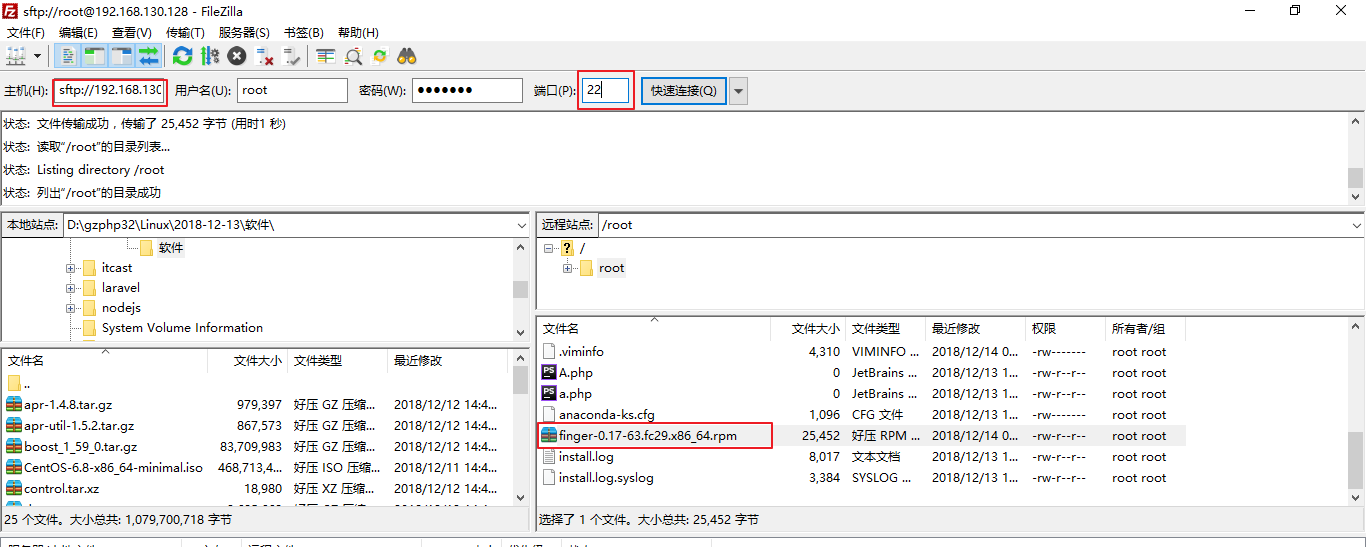 sftp://root@192.168.130.128 - FileZilla
文件(F) 编辑(E) 查看(V) 传输(T) 服务器(S) 书签(B) 帮助(H)
主机(H): sftp://192.168.130 用户名(U): root 密码(W): ●●●●●●● 端口(P): 22 快速连接(Q)
状态: 文件传输成功，传输了 25,452 字节 (用时1 秒)
状态: 读取“/root”的目录列表...
状态: Listing directory /root
状态: 列出“/root”的目录成功
本地站点: D:\gzphp32\Linux\2018-12-13\软件\
软件
itcast
laravel
nodejs
System Volume Information
文件名 文件大小 文件类型 最近修改
..
apr-1.4.8.tar.gz 979,397 好压 GZ 压缩... 2018/12/12 14:4...
apr-util-1.5.2.tar.gz 867,573 好压 GZ 压缩... 2018/12/12 14:4...
boost_1_59_0.tar.gz 83,709,983 好压 GZ 压缩... 2018/12/12 14:4...
CentOS-6.8-x86_64-minimal.iso 468,713,4... 好压 ISO 压缩... 2018/12/11 14:4...
control.tar.xz 18,980 好压 XZ 压缩... 2018/12/12 14:4...
25 个文件。大小总共: 1,079,700,718 字节
远程站点: /root
/
root
文件名 文件大小 文件类型 最近修改 权限 所有者/组
.viminfo 4,310 VIMINFO ... 2018/12/14 0... -rw------- root root
A.php 0 JetBrains ... 2018/12/13 1... -rw-r--r-- root root
a.php 0 JetBrains ... 2018/12/13 1... -rw-r--r-- root root
anaconda-ks.cfg 1,096 CFG 文件 2018/12/13 1... -rw------- root root
finger-0.17-63.fc29.x86_64.rpm 25,452 好压 RPM ... 2018/12/14 0... -rw-r--r-- root root
install.log 8,017 文本文档 2018/12/13 1... -rw-r--r-- root root
install.log.syslog 3,384 SYSLOG ... 2018/12/13 1... -rw-r--r-- root root
选择了 1 个文件。大小总共: 25,452 字节